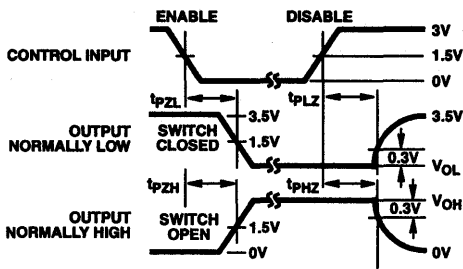 ENABLE DISABLE
3V
CONTROL INPUT 1.5V
0V
tPZL tPLZ
3.5V 3.5V
OUTPUT NORMALLY LOW
SWITCH CLOSED
1.5V
0.3V
VOL
tPZH tPHZ
VOH
0.3V
OUTPUT NORMALLY HIGH
SWITCH OPEN
1.5V
0V 0V